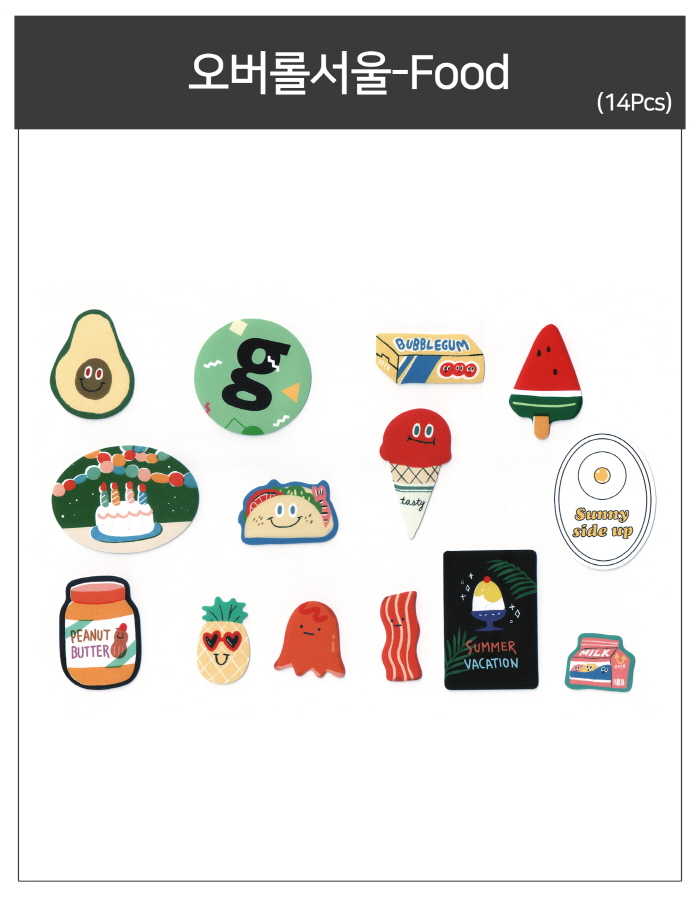 오버롤서울-Food
(14Pcs)
g
BUBBLEGUM
tasty
Sunny
side up
PEANUT
BUTTER
SUMMER
VACATION
MILK